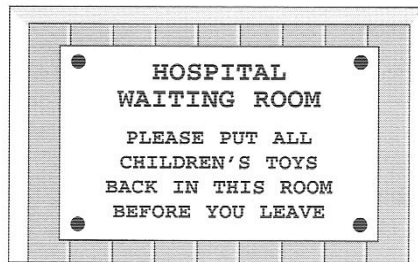 HOSPITAL
WAITING ROOM
PLEASE PUT ALL
CHILDREN'S TOYS
BACK IN THIS ROOM
BEFORE YOU LEAVE